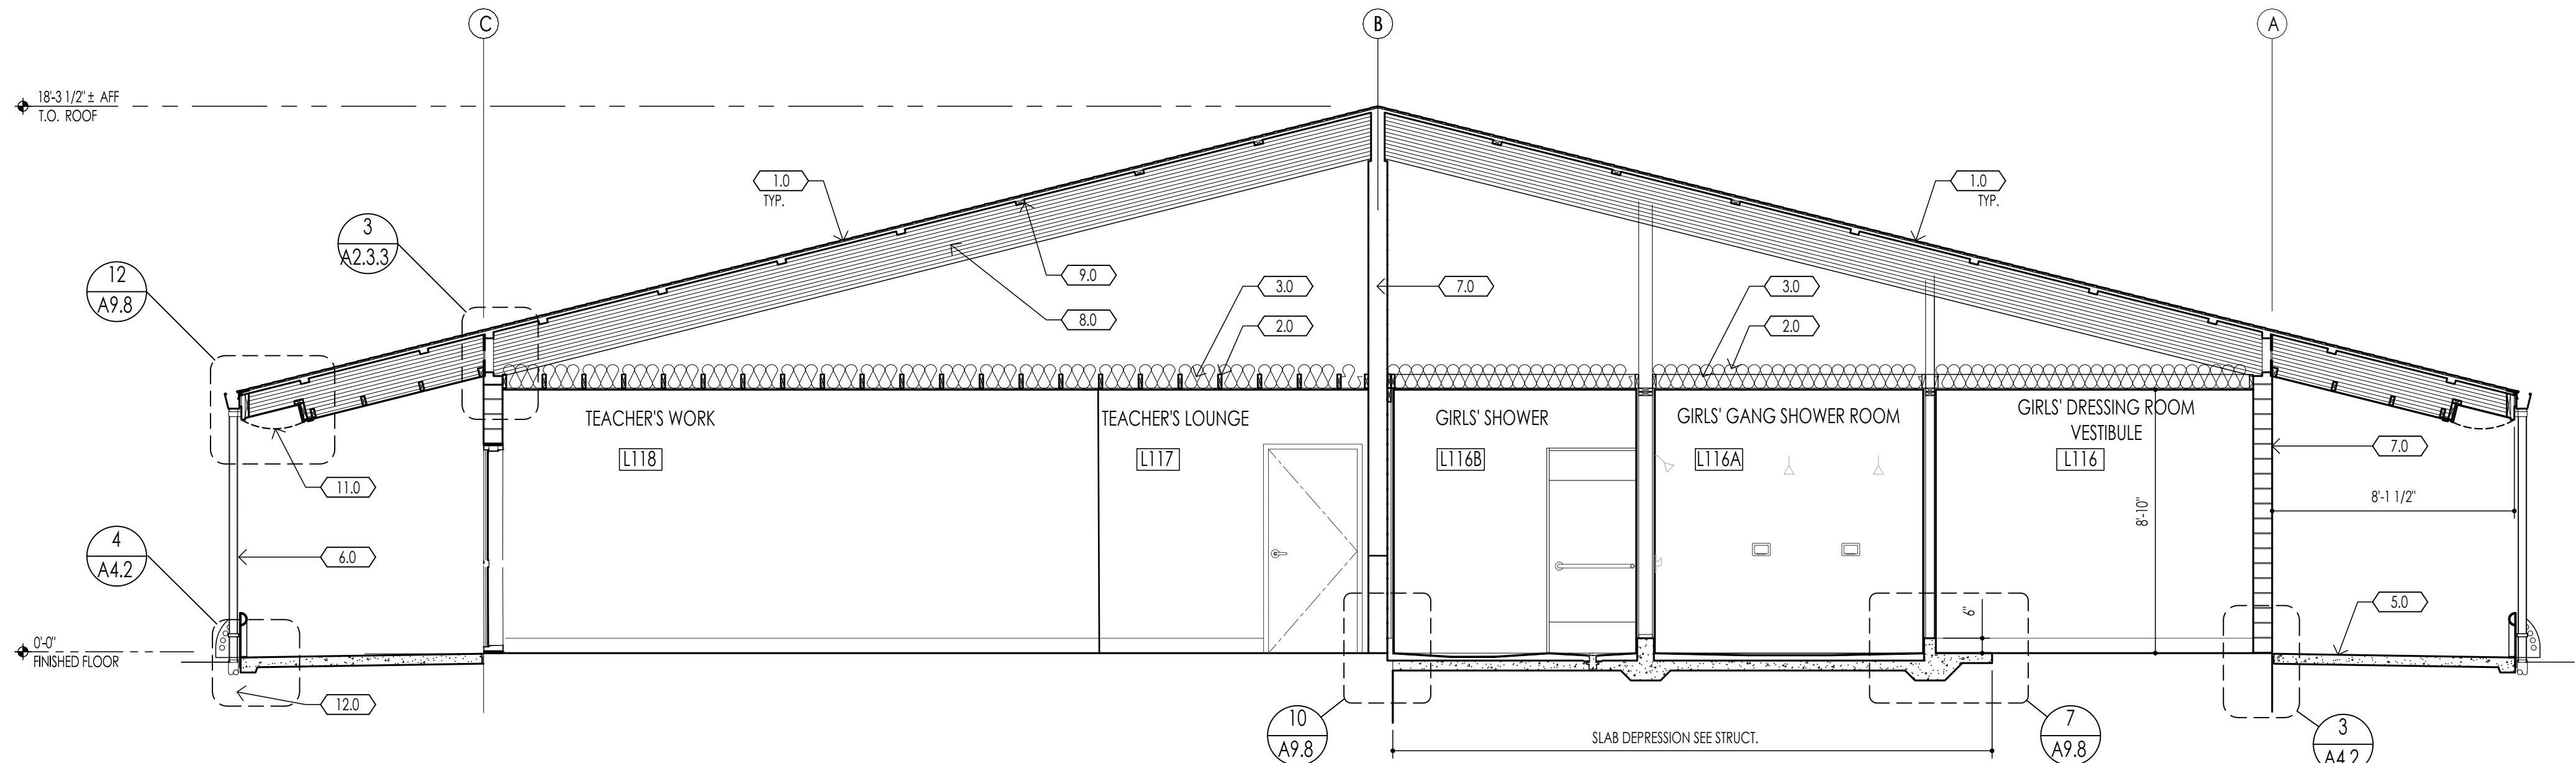 C
B
A
18'-3 1/2" ± AFF
T.O. ROOF
1.0
TYP.
1.0
TYP.
3
A2.3.3
12
A9.8
9.0
8.0
3.0
2.0
7.0
3.0
2.0
TEACHER'S WORK
L118
TEACHER'S LOUNGE
L117
GIRLS' SHOWER
L116B
GIRLS' GANG SHOWER ROOM
L116A
GIRLS' DRESSING ROOM
VESTIBULE
L116
7.0
11.0
8'-1 1/2"
8'-10"
4
A4.2
6.0
6"
5.0
0'-0"
FINISHED FLOOR
12.0
10
A9.8
SLAB DEPRESSION SEE STRUCT.
7
A9.8
3
A4.2